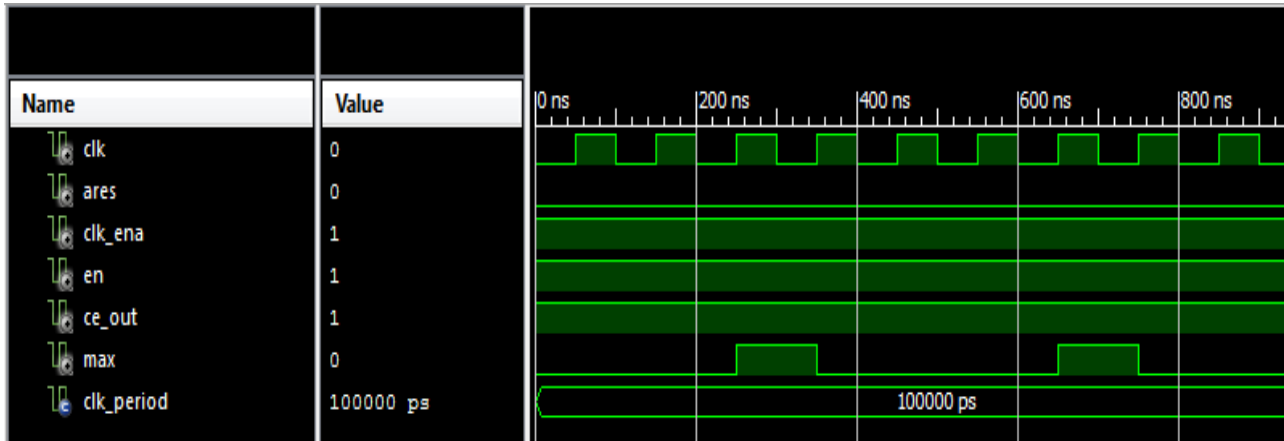 Name Value 0 ns 200 ns 400 ns 600 ns 800 ns
clk 0
ares 0
clk_ena 1
en 1
ce_out 1
max 0
clk_period 100000 ps 100000 ps